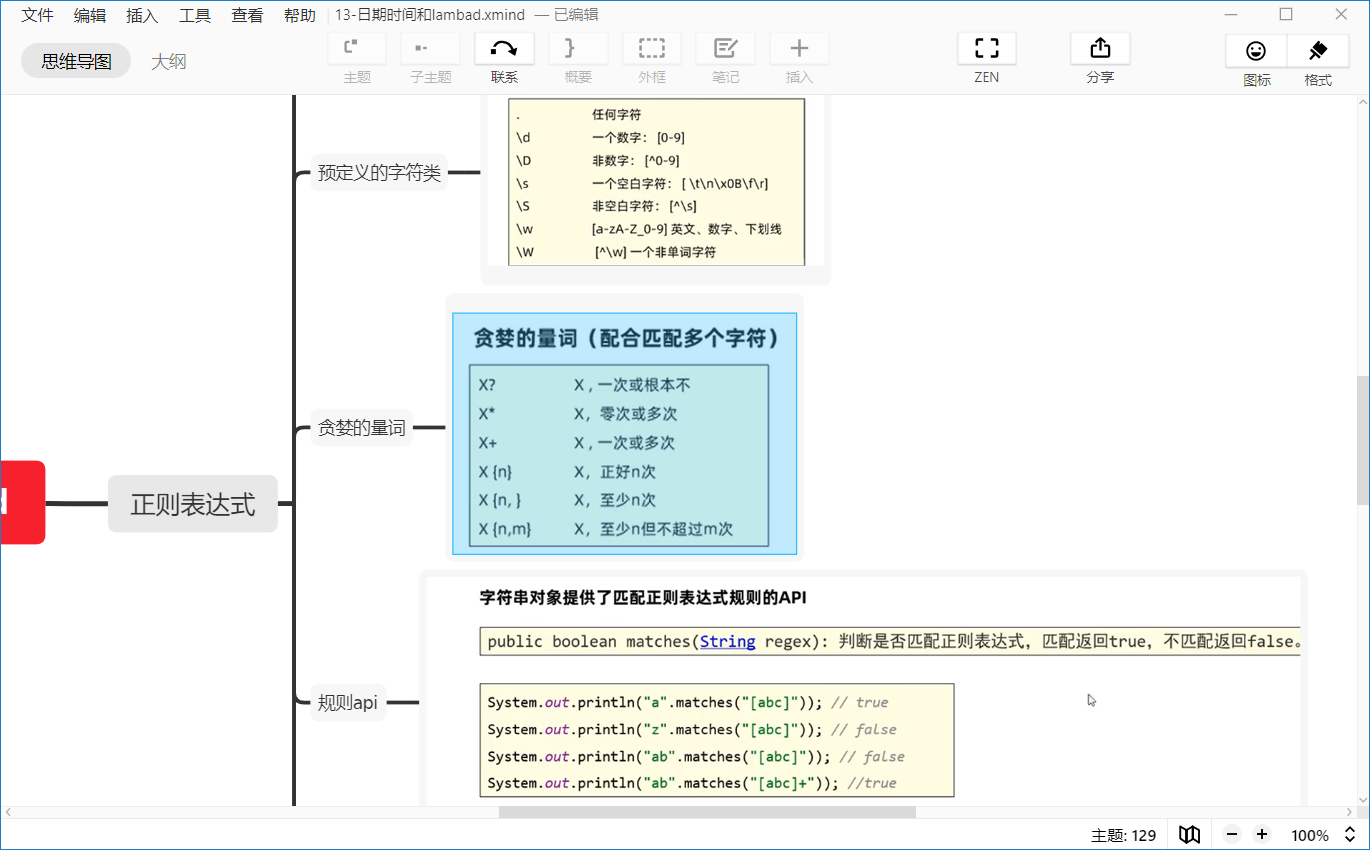 文件 编辑 插入 工具 查看 帮助 13-日期时间和lambad.xmind — 已编辑
思维导图 大纲
主题 子主题 联系 概要 外框 笔记 插入 ZEN 分享 图标 格式
预定义的字符类
. 任何字符
\d 一个数字： [0-9]
\D 非数字： [^0-9]
\s 一个空白字符： [ \t\n\x0B\f\r]
\S 非空白字符： [^\s]
\w [a-zA-Z_0-9] 英文、数字、下划线
\W [^\w] 一个非单词字符
贪婪的量词
贪婪的量词（配合匹配多个字符）
X? X , 一次或根本不
X* X，零次或多次
X+ X , 一次或多次
X {n} X，正好n次
X {n, } X，至少n次
X {n,m} X，至少n但不超过m次
正则表达式
规则api
字符串对象提供了匹配正则表达式规则的API
public boolean matches(String regex): 判断是否匹配正则表达式，匹配返回true，不匹配返回false。
System.out.println("a".matches("[abc]")); // true
System.out.println("z".matches("[abc]")); // false
System.out.println("ab".matches("[abc]")); // false
System.out.println("ab".matches("[abc]+")); //true
主题: 129 100%